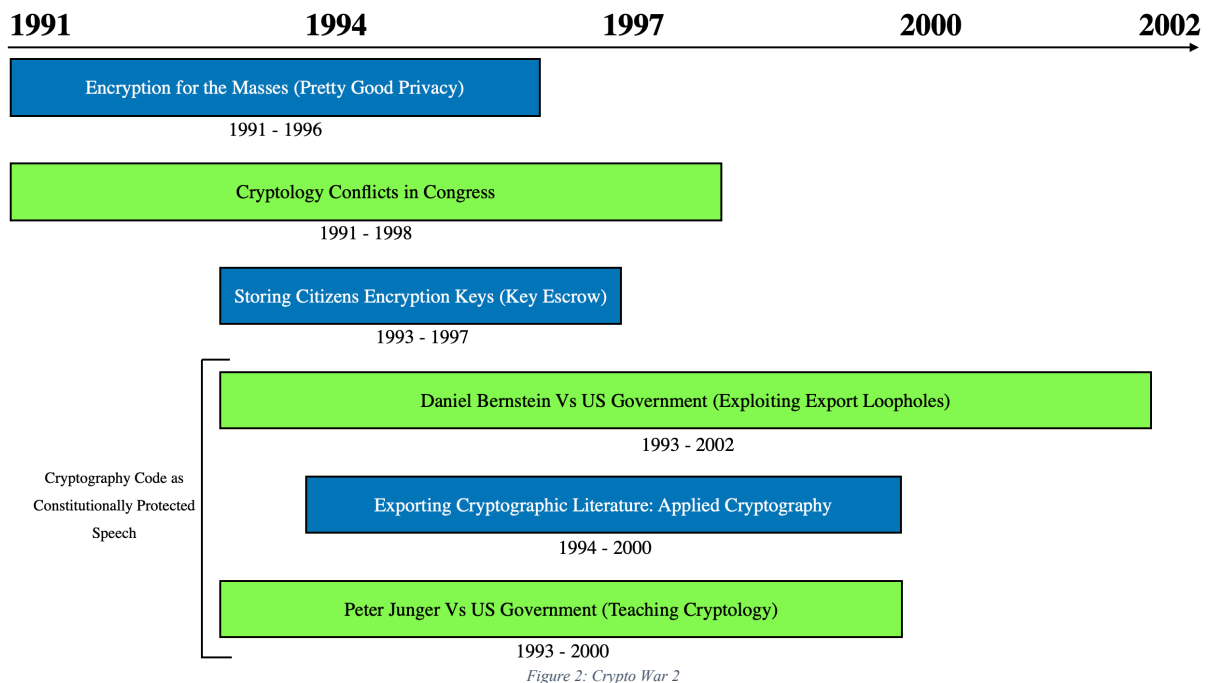 1991 1994 1997 2000 2002
Encryption for the Masses (Pretty Good Privacy)
1991 - 1996
Cryptology Conflicts in Congress
1991 - 1998
Storing Citizens Encryption Keys (Key Escrow)
1993 - 1997
Daniel Bernstein Vs US Government (Exploiting Export Loopholes)
1993 - 2002
Cryptography Code as
Constitutionally Protected
Speech
Exporting Cryptographic Literature: Applied Cryptography
1994 - 2000
Peter Junger Vs US Government (Teaching Cryptology)
1993 - 2000
Figure 2: Crypto War 2